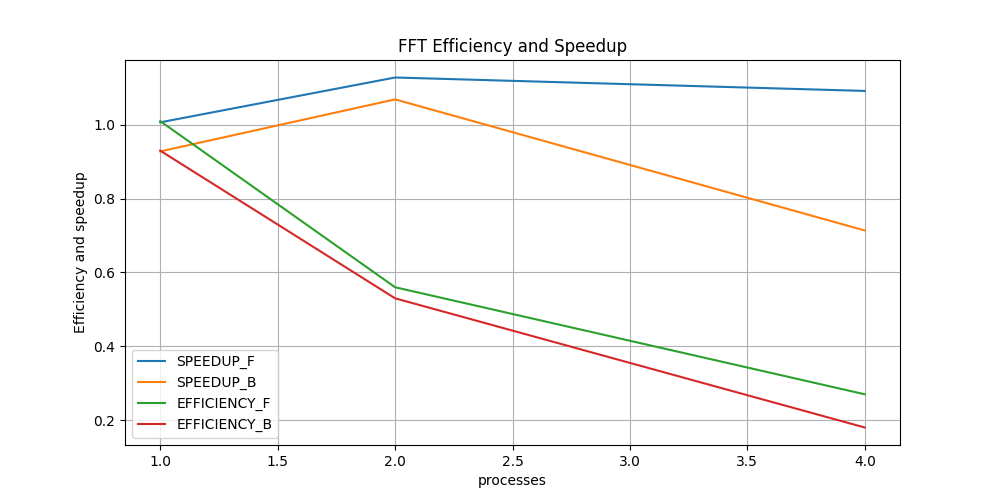 FFT Efficiency and Speedup
Efficiency and speedup
1.0
0.8
0.6
0.4
0.2
SPEEDUP_F
SPEEDUP_B
EFFICIENCY_F
EFFICIENCY_B
1.0 1.5 2.0 2.5 3.0 3.5 4.0
processes